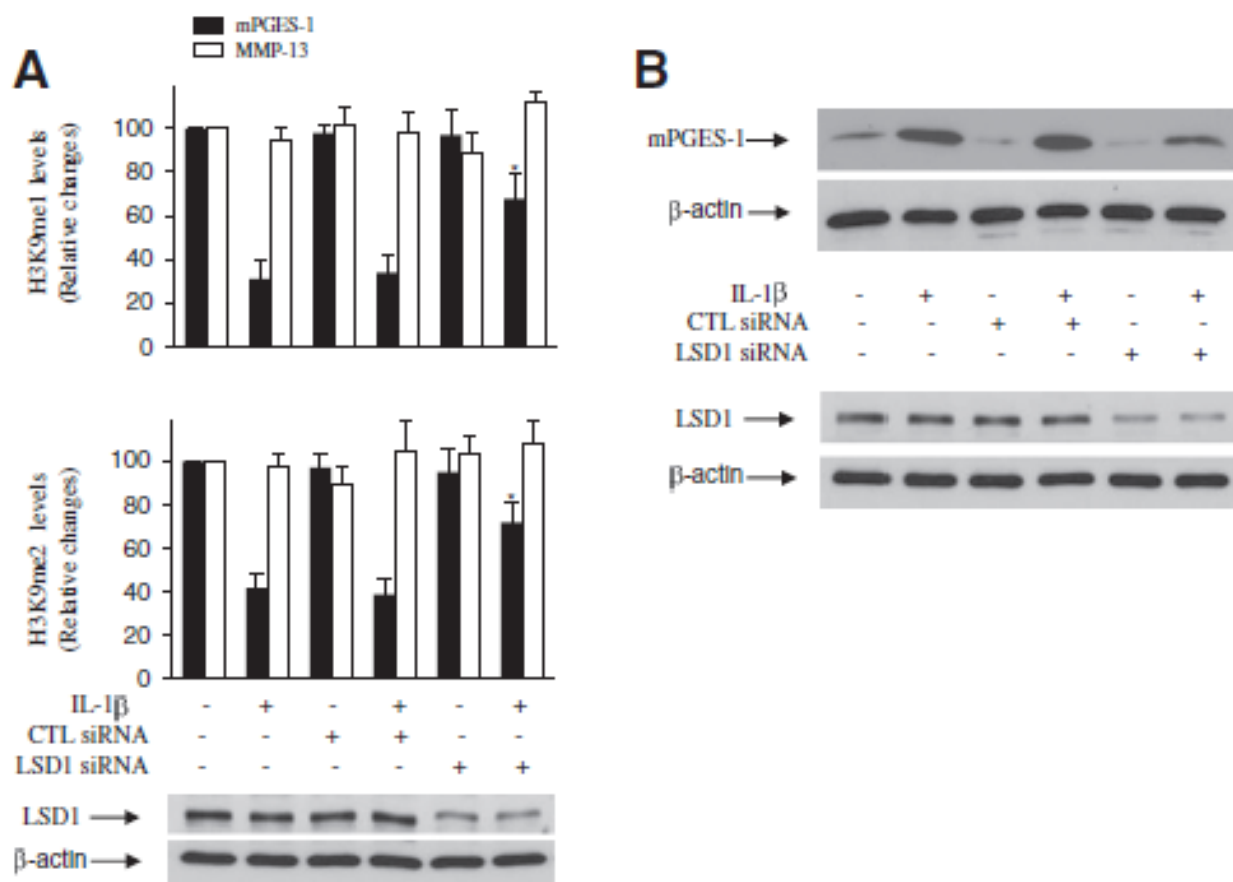 mPGES-1
MMP-13
A
H3K9me1 levels
(Relative changes)
100
80
60
40
20
0
*
H3K9me2 levels
(Relative changes)
100
80
60
40
20
0
*
IL-1β - + - + - +
CTL siRNA - - + + - -
LSD1 siRNA - - - - + +
LSD1
β-actin
B
mPGES-1
β-actin
IL-1β - + - + - +
CTL siRNA - - + + - -
LSD1 siRNA - - - - + +
LSD1
β-actin